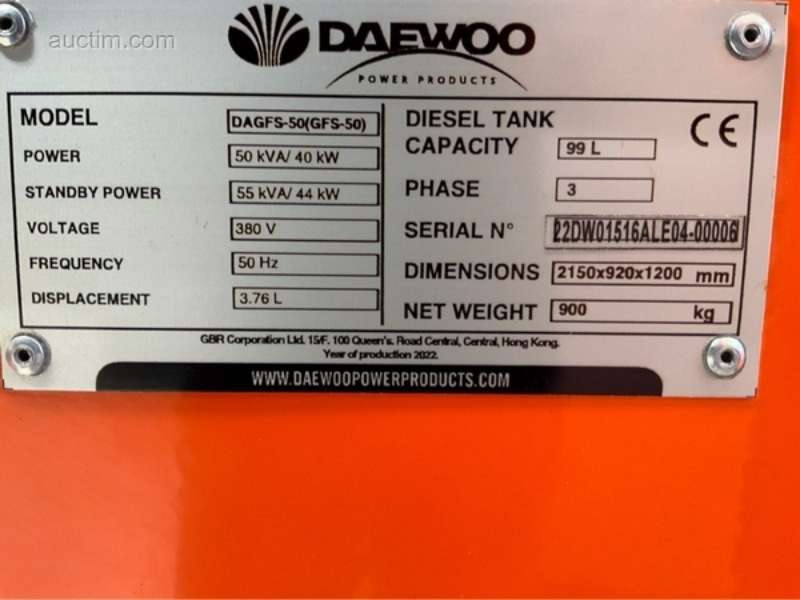 auctim.com
DAEWOO
POWER PRODUCTS
MODEL DAGFS-50(GFS-50)
POWER 50 kVA/ 40 kW
STANDBY POWER 55 kVA/ 44 kW
VOLTAGE 380 V
FREQUENCY 50 Hz
DISPLACEMENT 3.76 L
DIESEL TANK
CAPACITY 99 L
CE
PHASE 3
SERIAL N° 22DW01516ALE04-00006
DIMENSIONS 2150x920x1200 mm
NET WEIGHT 900 kg
GBR Corporation Ltd. 15/F, 100 Queen's, Road Central, Central, Hong Kong.
Year of production 2022.
WWW.DAEWOOPOWERPRODUCTS.COM